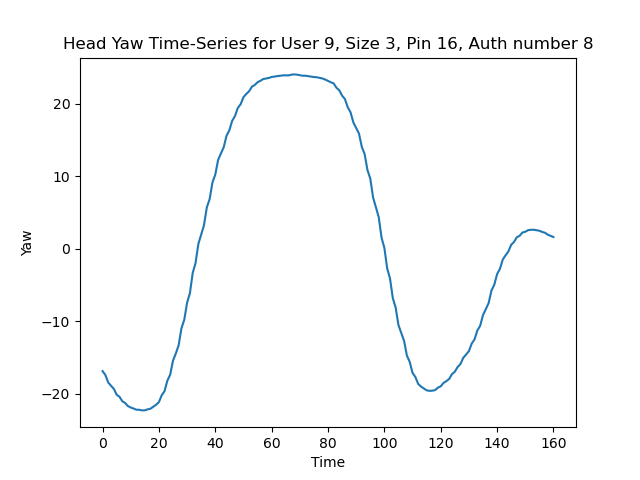 Head Yaw Time-Series for User 9, Size 3, Pin 16, Auth number 8
20
10
0
−10
−20
Yaw
0 20 40 60 80 100 120 140 160
Time